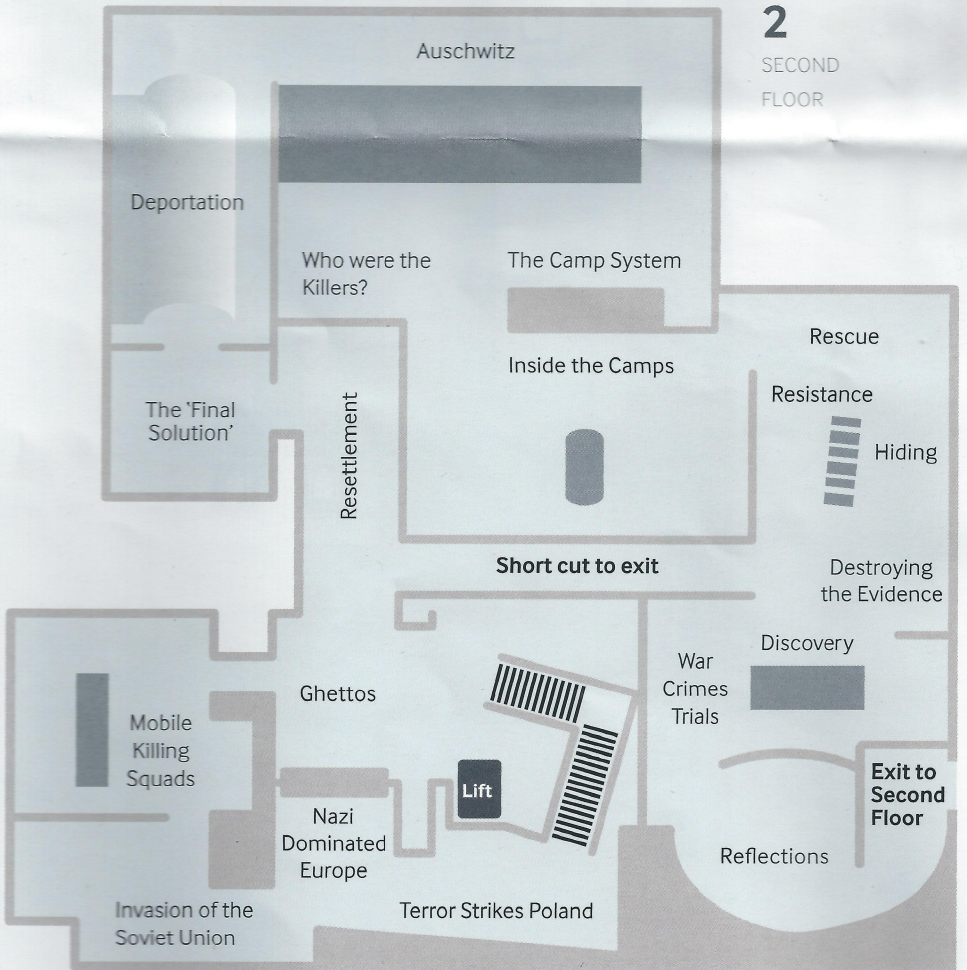 2
SECOND
FLOOR
Auschwitz
Deportation
Who were the
Killers?
The Camp System
Rescue
Inside the Camps
Resistance
The ‘Final
Solution’
Resettlement
Hiding
Short cut to exit
Destroying
the Evidence
Discovery
War
Crimes
Trials
Ghettos
Mobile
Killing
Squads
Lift
Exit to
Second
Floor
Nazi
Dominated
Europe
Reflections
Invasion of the
Soviet Union
Terror Strikes Poland